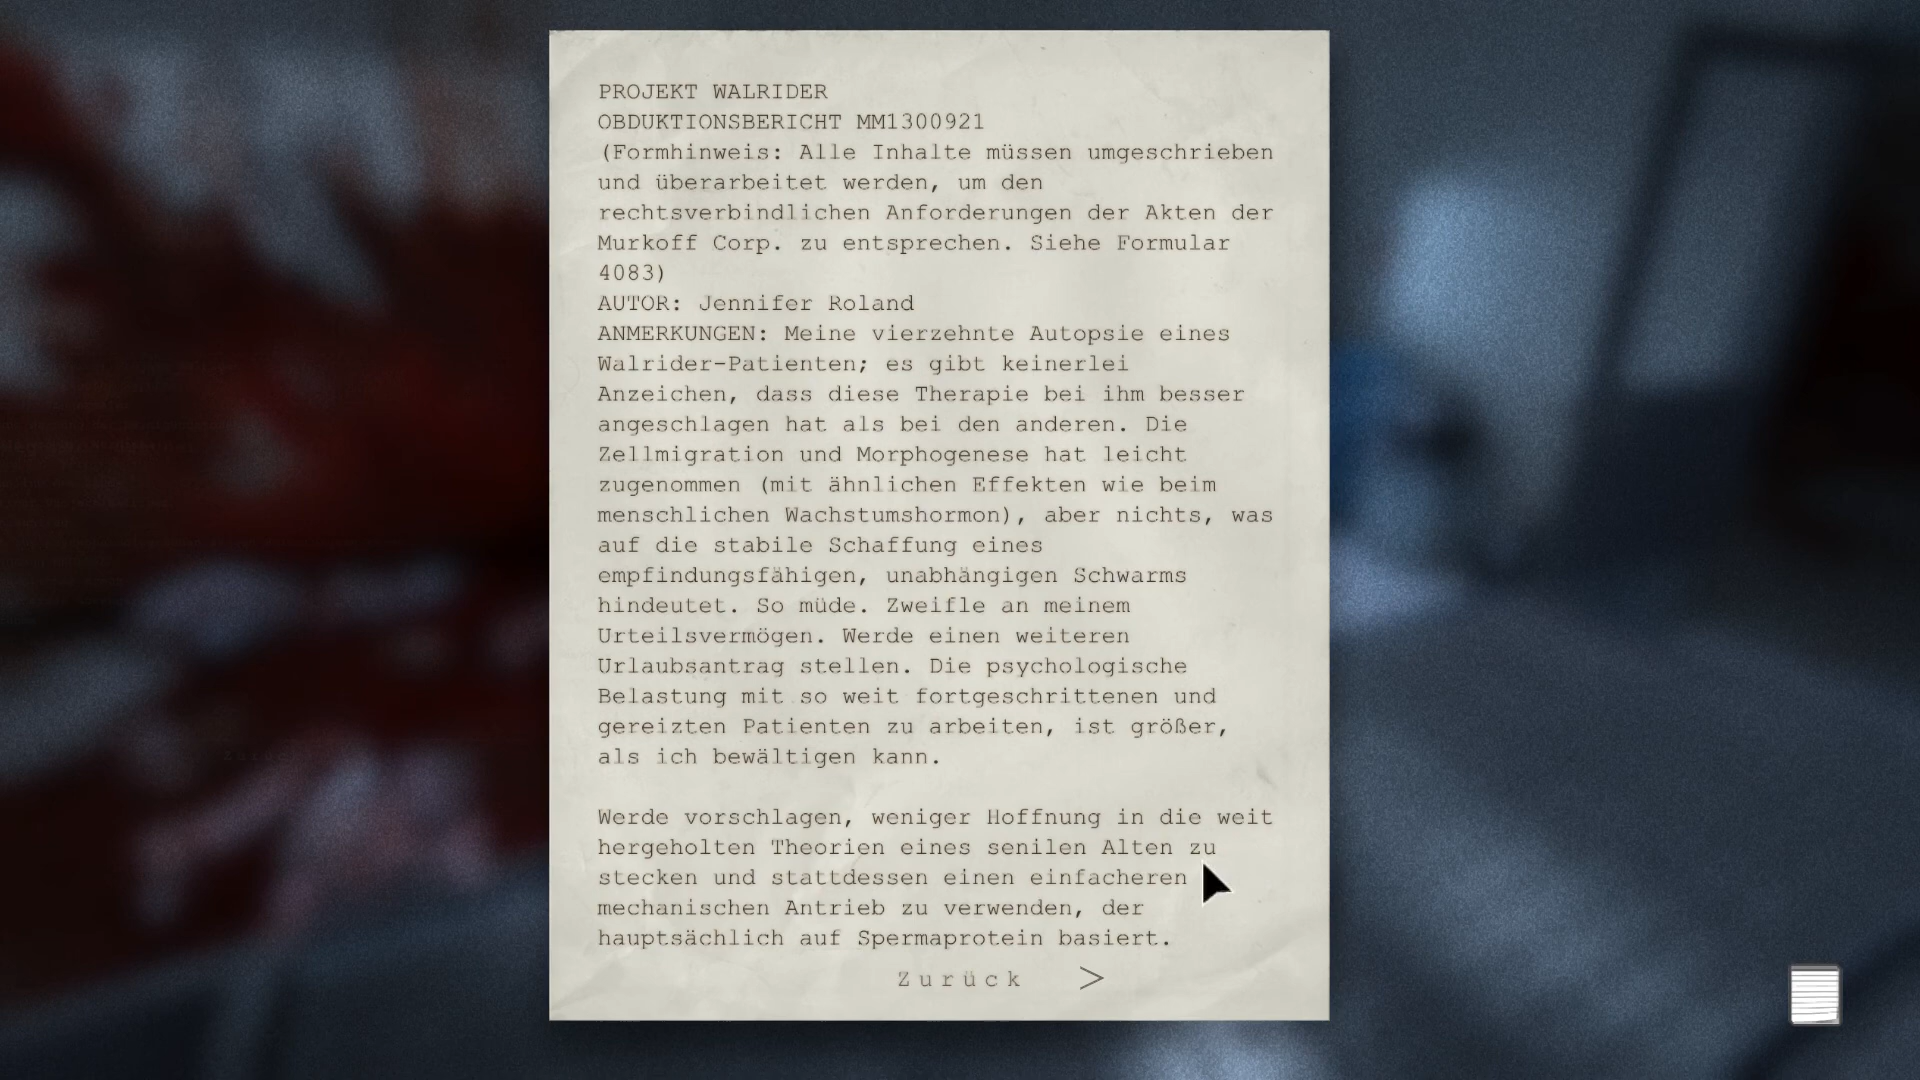 PROJEKT WALRIDER
OBDUKTIONSBERICHT MM1300921
(Formhinweis: Alle Inhalte müssen umgeschrieben
und überarbeitet werden, um den
rechtsverbindlichen Anforderungen der Akten der
Murkoff Corp. zu entsprechen. Siehe Formular
4083)
AUTOR: Jennifer Roland
ANMERKUNGEN: Meine vierzehnte Autopsie eines
Walrider-Patienten; es gibt keinerlei
Anzeichen, dass diese Therapie bei ihm besser
angeschlagen hat als bei den anderen. Die
Zellmigration und Morphogenese hat leicht
zugenommen (mit ähnlichen Effekten wie beim
menschlichen Wachstumshormon), aber nichts, was
auf die stabile Schaffung eines
empfindungsfähigen, unabhängigen Schwarms
hindeutet. So müde. Zweifle an meinem
Urteilsvermögen. Werde einen weiteren
Urlaubsantrag stellen. Die psychologische
Belastung mit so weit fortgeschrittenen und
gereizten Patienten zu arbeiten, ist größer,
als ich bewältigen kann.
Werde vorschlagen, weniger Hoffnung in die weit
hergeholten Theorien eines senilen Alten zu
stecken und stattdessen einen einfacheren
mechanischen Antrieb zu verwenden, der
hauptsächlich auf Spermaprotein basiert.
Zurück >